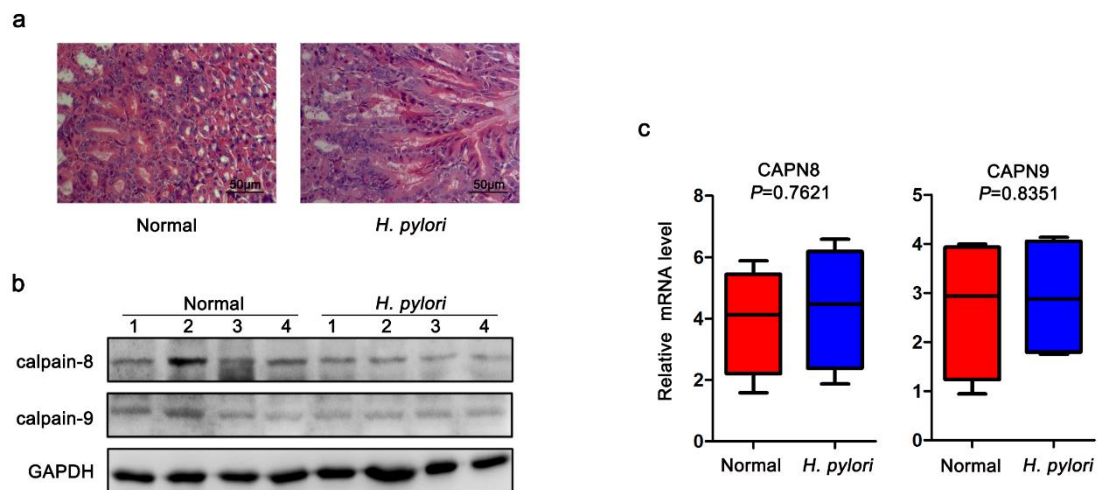 a
50μm
50μm
Normal
H. pylori
b
Normal
H. pylori
1 2 3 4 1 2 3 4
calpain-8
calpain-9
GAPDH
c
CAPN8
P=0.7621
Relative mRNA level
8
6
4
2
0
Normal
H. pylori
CAPN9
P=0.8351
5
4
3
2
1
0
Normal
H. pylori